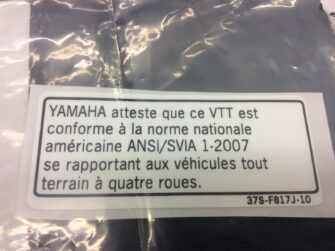 YAMAHA atteste que ce VTT est
conforme à la norme nationale
américaine ANSI/SVIA 1-2007
se rapportant aux véhicules tout
terrain à quatre roues.
37S-F817J-10